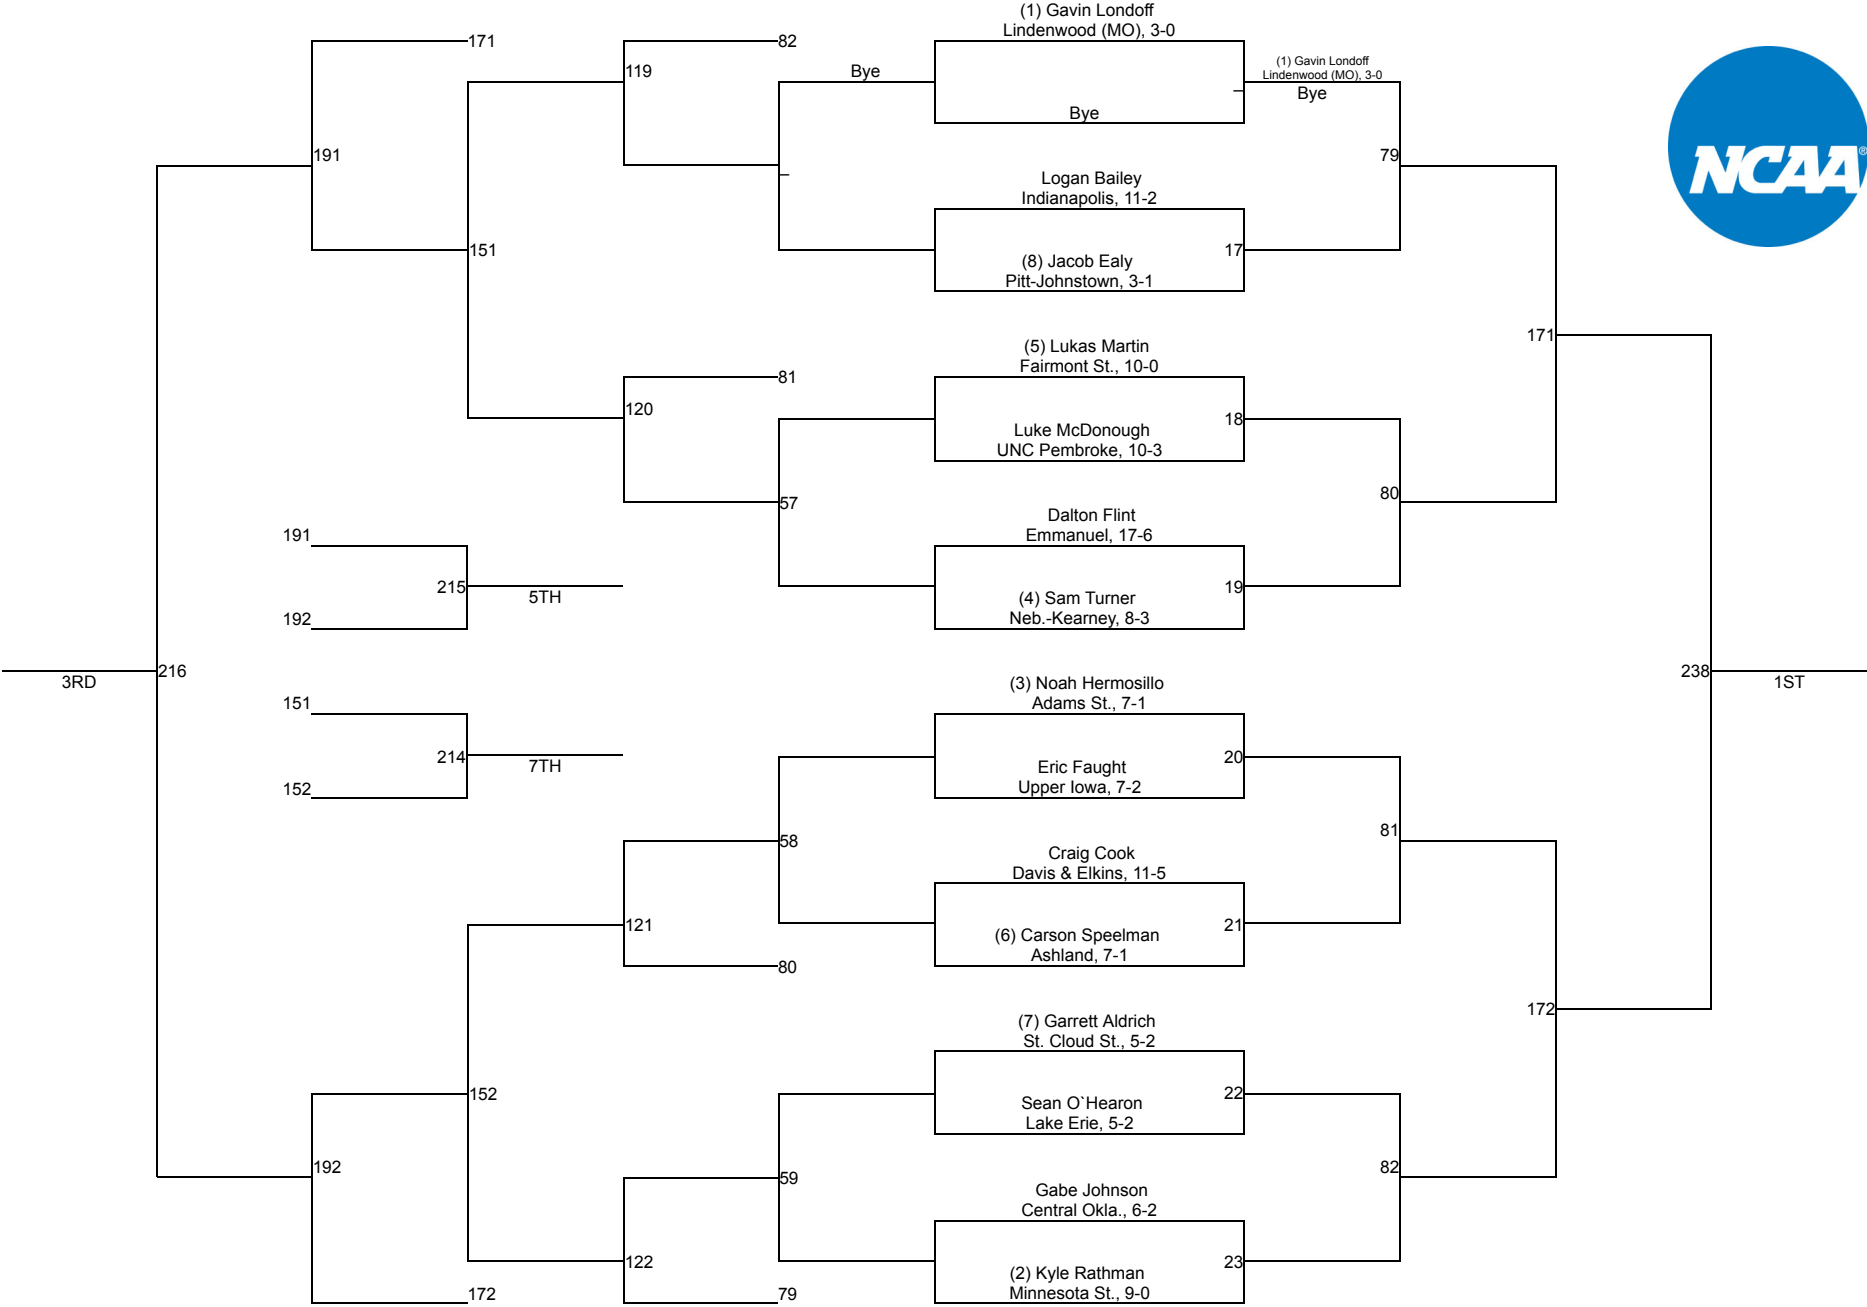 (1) Gavin Londoff
Lindenwood (MO), 3-0
171
82
119
Bye
(1) Gavin Londoff
Lindenwood (MO), 3-0
Bye
Bye
NCAA®
191
79
Logan Bailey
Indianapolis, 11-2
151
17
(8) Jacob Ealy
Pitt-Johnstown, 3-1
171
(5) Lukas Martin
Fairmont St., 10-0
81
120
18
Luke McDonough
UNC Pembroke, 10-3
57
80
Dalton Flint
Emmanuel, 17-6
191
215
5TH
19
(4) Sam Turner
Neb.-Kearney, 8-3
192
3RD
216
238
1ST
(3) Noah Hermosillo
Adams St., 7-1
151
214
7TH
20
Eric Faught
Upper Iowa, 7-2
152
58
81
Craig Cook
Davis & Elkins, 11-5
121
21
(6) Carson Speelman
Ashland, 7-1
80
172
(7) Garrett Aldrich
St. Cloud St., 5-2
152
22
Sean O`Hearon
Lake Erie, 5-2
192
59
82
Gabe Johnson
Central Okla., 6-2
122
23
(2) Kyle Rathman
Minnesota St., 9-0
172
79